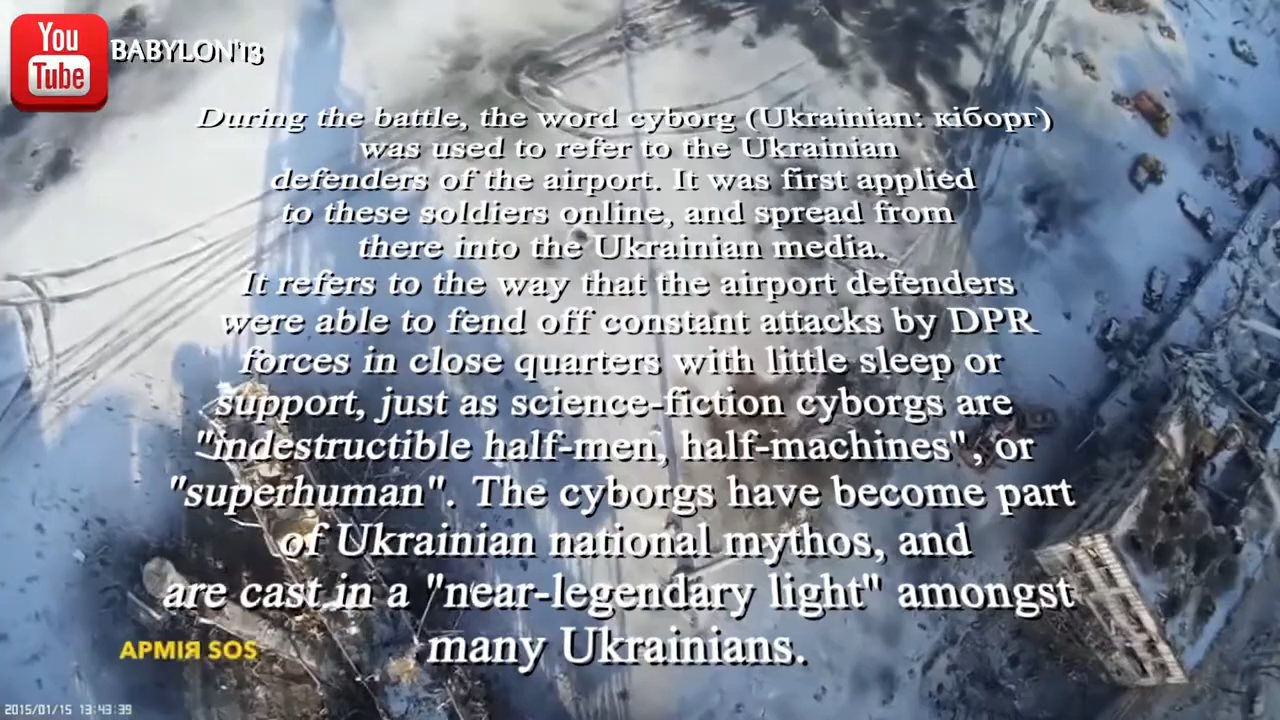 You
Tube
BABYLON'13
During the battle, the word cyborg (Ukrainian: кіборг)
was used to refer to the Ukrainian
defenders of the airport. It was first applied
to these soldiers online, and spread from
there into the Ukrainian media.
It refers to the way that the airport defenders
were able to fend off constant attacks by DPR
forces in close quarters with little sleep or
support, just as science-fiction cyborgs are
"indestructible half-men, half-machines", or
"superhuman". The cyborgs have become part
of Ukrainian national mythos, and
are cast in a "near-legendary light" amongst
many Ukrainians.
АРМІЯ SOS
2015/01/15 13:43:39